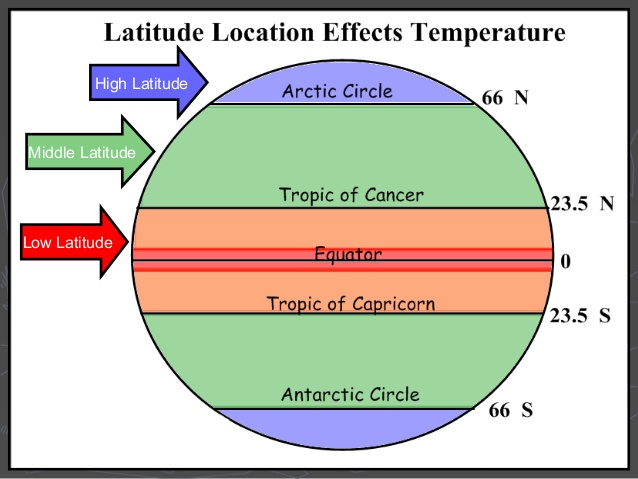 Latitude Location Effects Temperature
High Latitude
Arctic Circle
66 N
Middle Latitude
Tropic of Cancer
23.5 N
Low Latitude
Equator
0
Tropic of Capricorn
23.5 S
Antarctic Circle
66 S